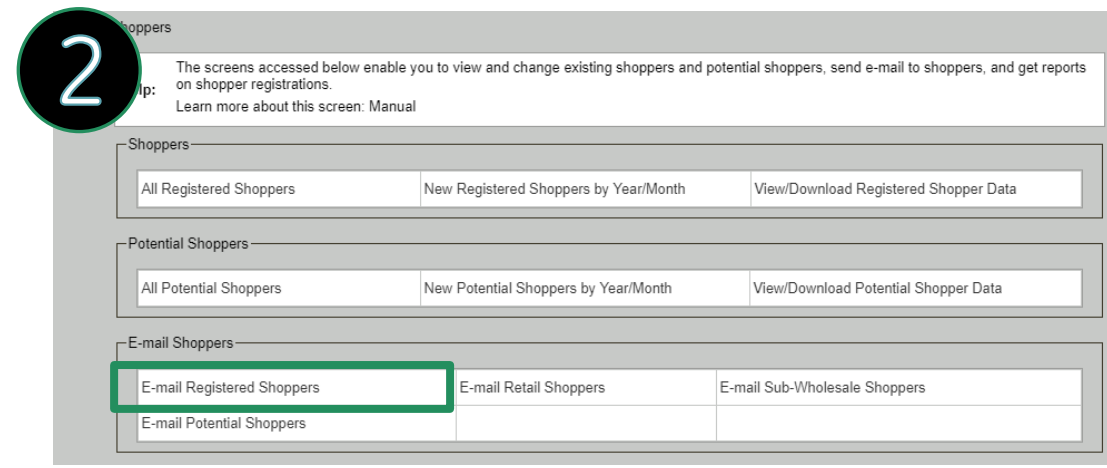 2
hoppers
The screens accessed below enable you to view and change existing shoppers and potential shoppers, send e-mail to shoppers, and get reports
lp: on shopper registrations.
Learn more about this screen: Manual
Shoppers
All Registered Shoppers New Registered Shoppers by Year/Month View/Download Registered Shopper Data
Potential Shoppers
All Potential Shoppers New Potential Shoppers by Year/Month View/Download Potential Shopper Data
E-mail Shoppers
E-mail Registered Shoppers E-mail Retail Shoppers E-mail Sub-Wholesale Shoppers
E-mail Potential Shoppers